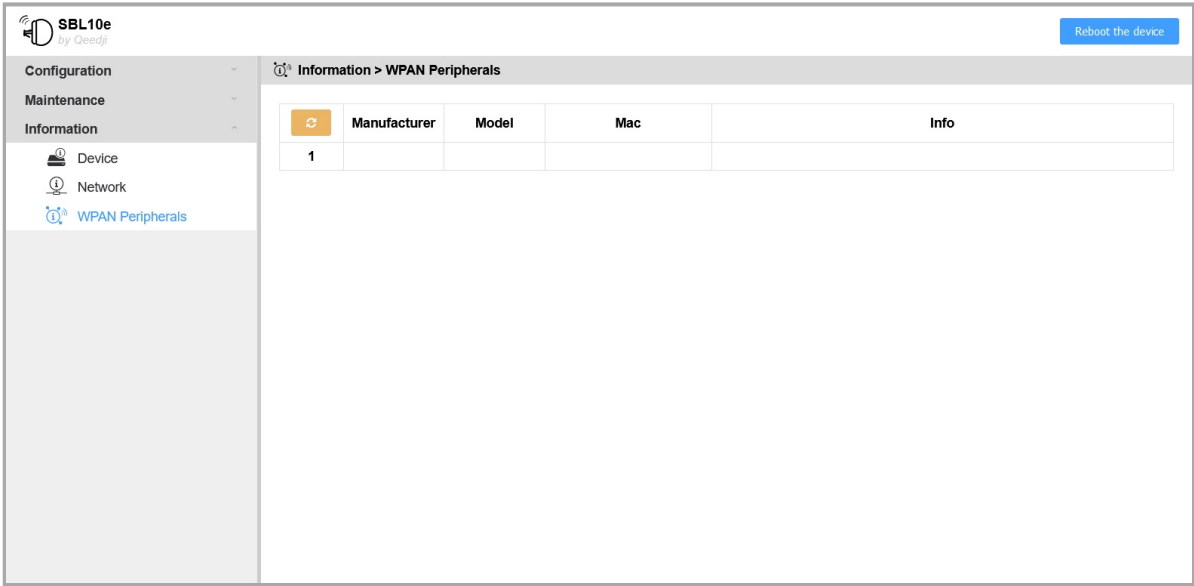 SBL10e
by Qeedji
Reboot the device
Configuration
Maintenance
Information
Device
Network
WPAN Peripherals
Information > WPAN Peripherals
Manufacturer Model Mac Info
1